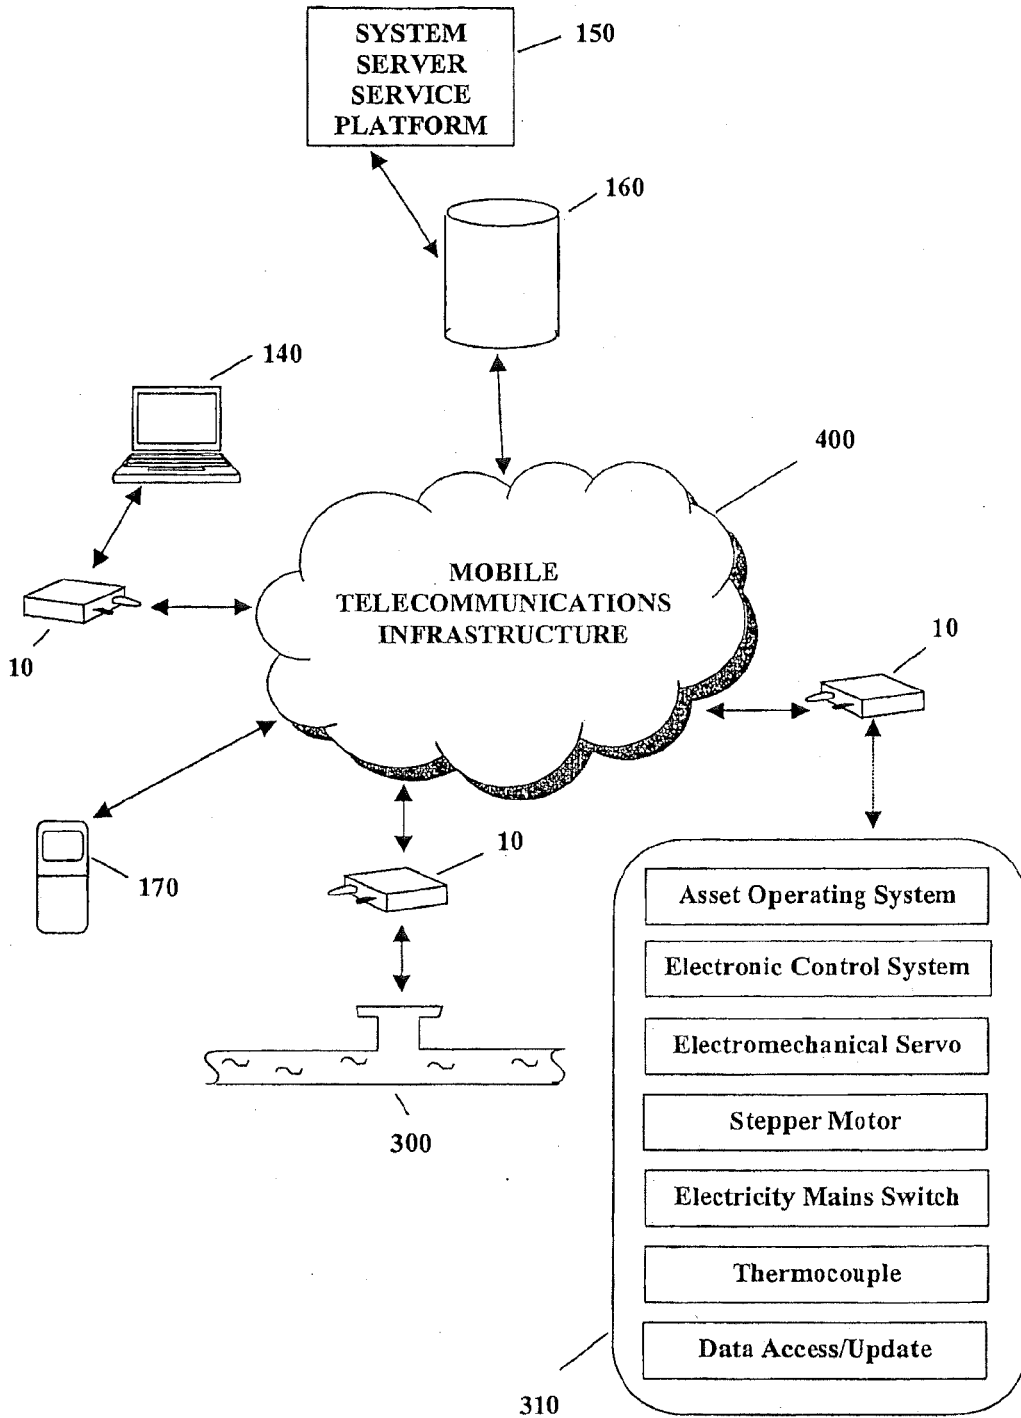 SYSTEM
SERVER
SERVICE
PLATFORM
150
160
140
400
MOBILE
TELECOMMUNICATIONS
INFRASTRUCTURE
10
10
10
170
300
Asset Operating System
Electronic Control System
Electromechanical Servo
Stepper Motor
Electricity Mains Switch
Thermocouple
Data Access/Update
310